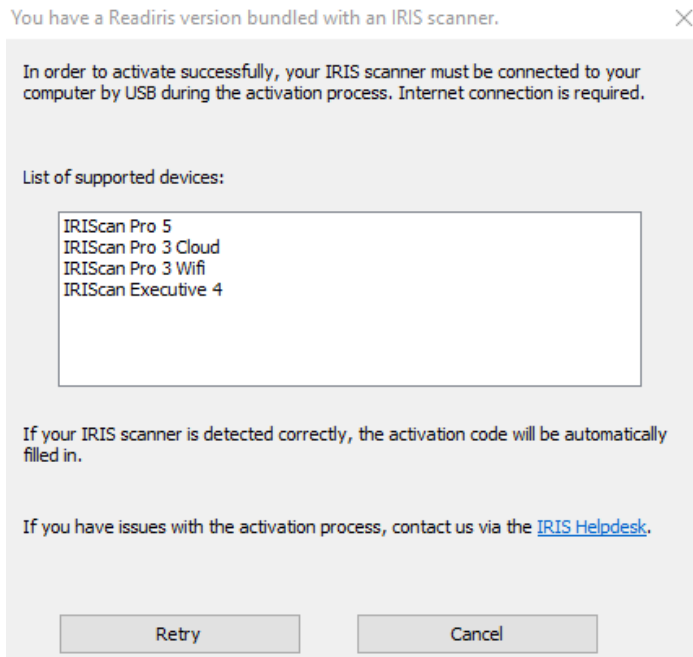 You have a Readiris version bundled with an IRIS scanner.
In order to activate successfully, your IRIS scanner must be connected to your
computer by USB during the activation process. Internet connection is required.
List of supported devices:
IRIScan Pro 5
IRIScan Pro 3 Cloud
IRIScan Pro 3 Wifi
IRIScan Executive 4
If your IRIS scanner is detected correctly, the activation code will be automatically
filled in.
If you have issues with the activation process, contact us via the IRIS Helpdesk.
Retry
Cancel